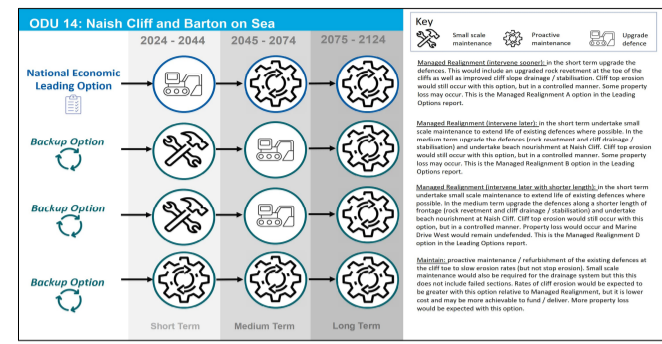 ODU 14: Naish Cliff and Barton on Sea
2024 - 2044
2045 - 2074
2075 - 2124
National Economic
Leading Option
Backup Option
Backup Option
Backup Option
Short Term
Medium Term
Long Term
Key
Small scale
maintenance
Proactive
maintenance
Upgrade
defence
Managed Realignment (intervene sooner): in the short term upgrade the
defences. This would include an upgraded rock revetment at the toe of the
cliffs as well as improved cliff slope drainage / stabilisation. Cliff top erosion
would still occur with this option, but in a controlled manner. Some property
loss may occur. This is the Managed Realignment A option in the Leading
Options report.
Managed Realignment (intervene later): in the short term undertake small
scale maintenance to extend life of existing defences where possible. In the
medium term upgrade the defences (rock revetment and cliff drainage /
stabilisation) and undertake beach nourishment at Naish Cliff. Cliff top erosion
would still occur with this option, but in a controlled manner. Some property
loss may occur. This is the Managed Realignment B option in the Leading
Options report.
Managed Realignment (intervene later with shorter length): in the short term
undertake small scale maintenance to extend life of existing defences where
possible. In the medium term upgrade the defences along a shorter length of
frontage (rock revetment and cliff drainage / stabilisation) and undertake
beach nourishment at Naish Cliff. Cliff top erosion would still occur with this
option, but in a controlled manner. Property loss would occur and Marine
Drive West would remain undefended. This is the Managed Realignment D
option in the Leading Options report.
Maintain: proactive maintenance / refurbishment of the existing defences at
the cliff toe to slow erosion rates (but not stop erosion). Small scale
maintenance would also be required for the drainage system but this this
does not include failed sections. Rates of cliff erosion would be expected to
be greater with this option relative to Managed Realignment, but it is lower
cost and may be more achievable to fund / deliver. More property loss
would be expected with this option.